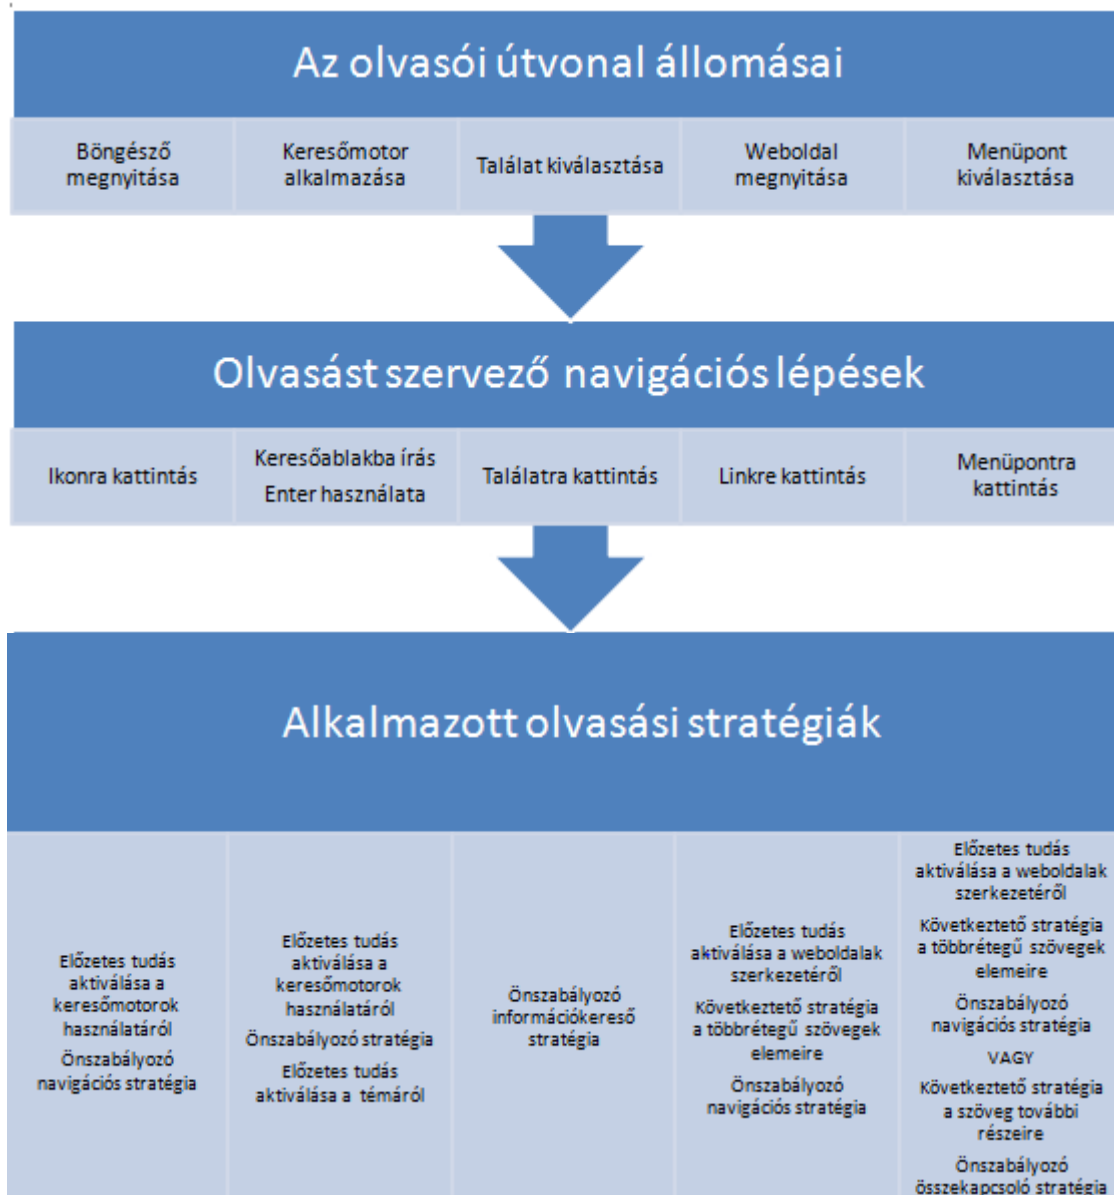 Az olvasói útvonal állomásai
Böngésző
megnyitása
Keresőmotor
alkalmazása
Találat kiválasztása
Weboldal
megnyitása
Menüpont
kiválasztása
Olvasást szervező navigációs lépések
Ikonra kattintás
Keresőablakba írás
Enter használata
Találatra kattintás
Linkre kattintás
Menüpontra
kattintás
Alkalmazott olvasási stratégiák
Előzetes tudás
aktiválása a
keresőmotorok
használatáról
Önszabályozó
navigációs stratégia
Előzetes tudás
aktiválása a
keresőmotorok
használatáról
Önszabályozó stratégia
Előzetes tudás
aktiválása a témáról
Önszabályozó
információkereső
stratégia
Előzetes tudás
aktiválása a weboldalak
szerkezetéről
Következtető stratégia
a többrétegű szövegek
elemeire
Önszabályozó
navigációs stratégia
Előzetes tudás
aktiválása a weboldalak
szerkezetéről
Következtető stratégia
a többrétegű szövegek
elemeire
Önszabályozó
navigációs stratégia
VAGY
Következtető stratégia
a szöveg további
részeire
Önszabályozó
összekapcsoló stratégia